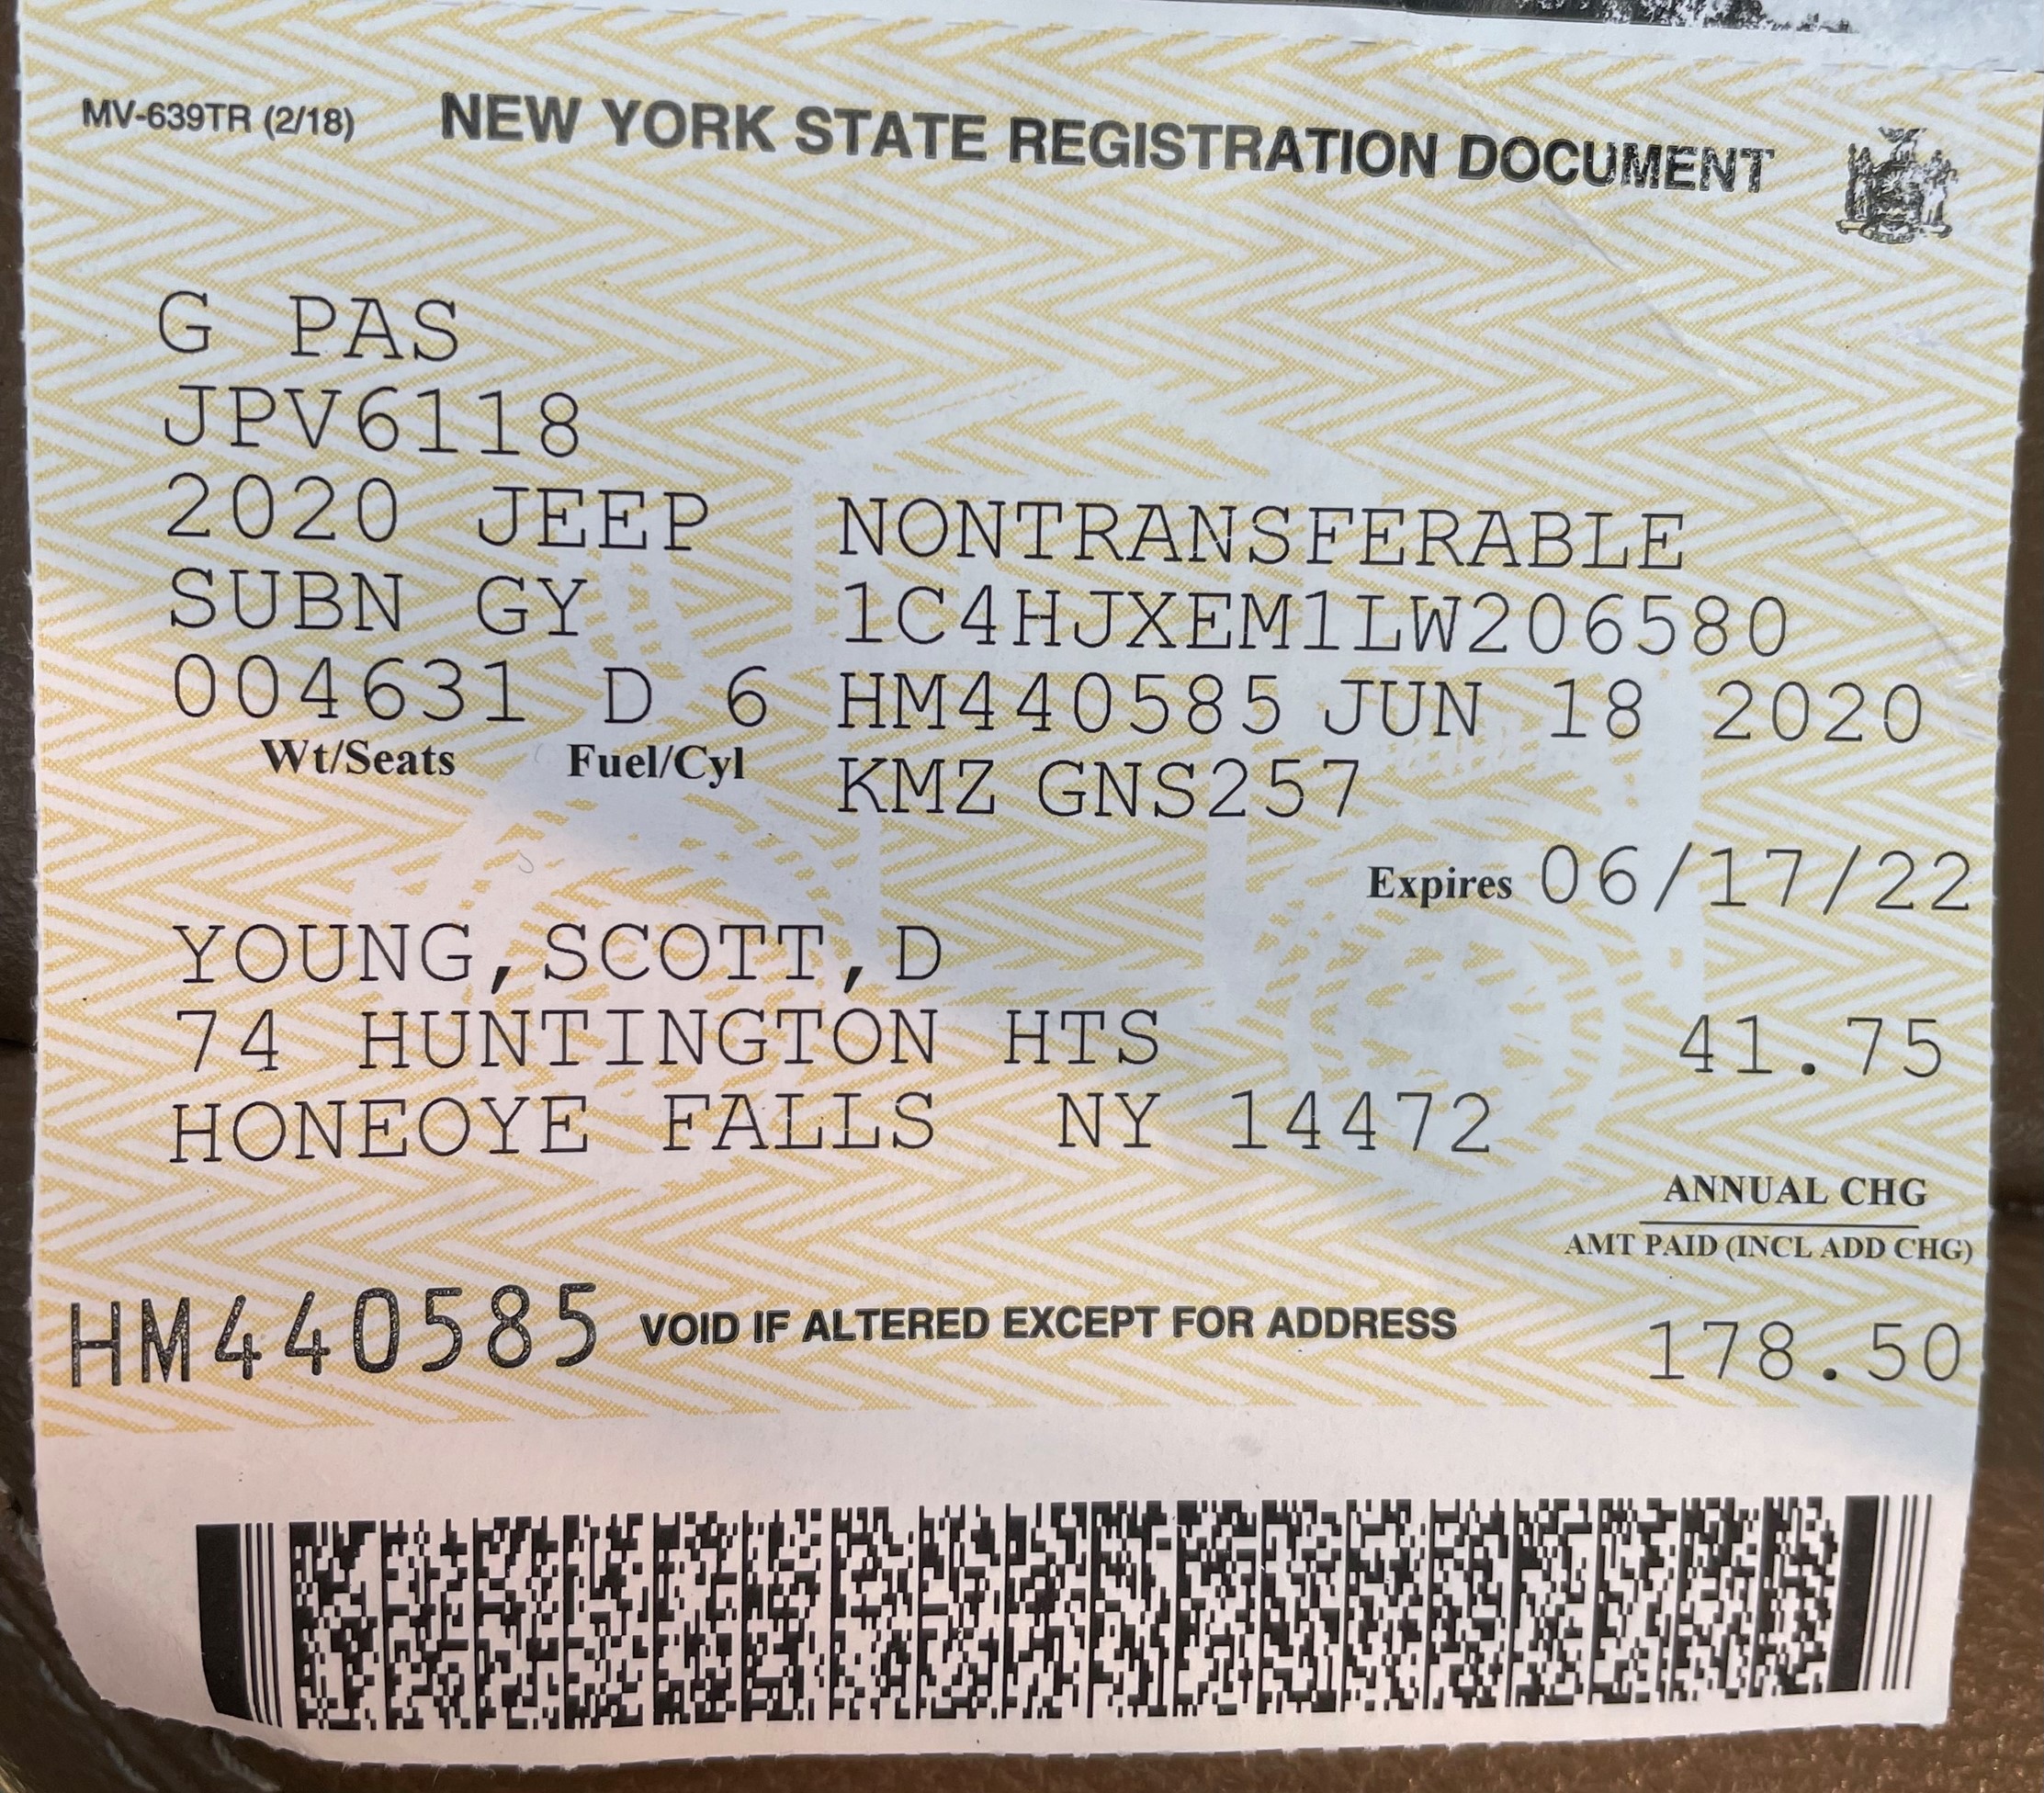 MV-639TR (2/18) NEW YORK STATE REGISTRATION DOCUMENT
G PAS
JPV6118
2020 JEEP NONTRANSFERABLE
SUBN GY 1C4HJXEM1LW206580
004631 D 6 HM440585 JUN 18 2020
Wt/Seats Fuel/Cyl KMZ GNS257
Expires 06/17/22
YOUNG,SCOTT,D
74 HUNTINGTON HTS 41.75
HONEOYE FALLS NY 14472
ANNUAL CHG
AMT PAID (INCL ADD CHG)
HM440585 VOID IF ALTERED EXCEPT FOR ADDRESS 178.50